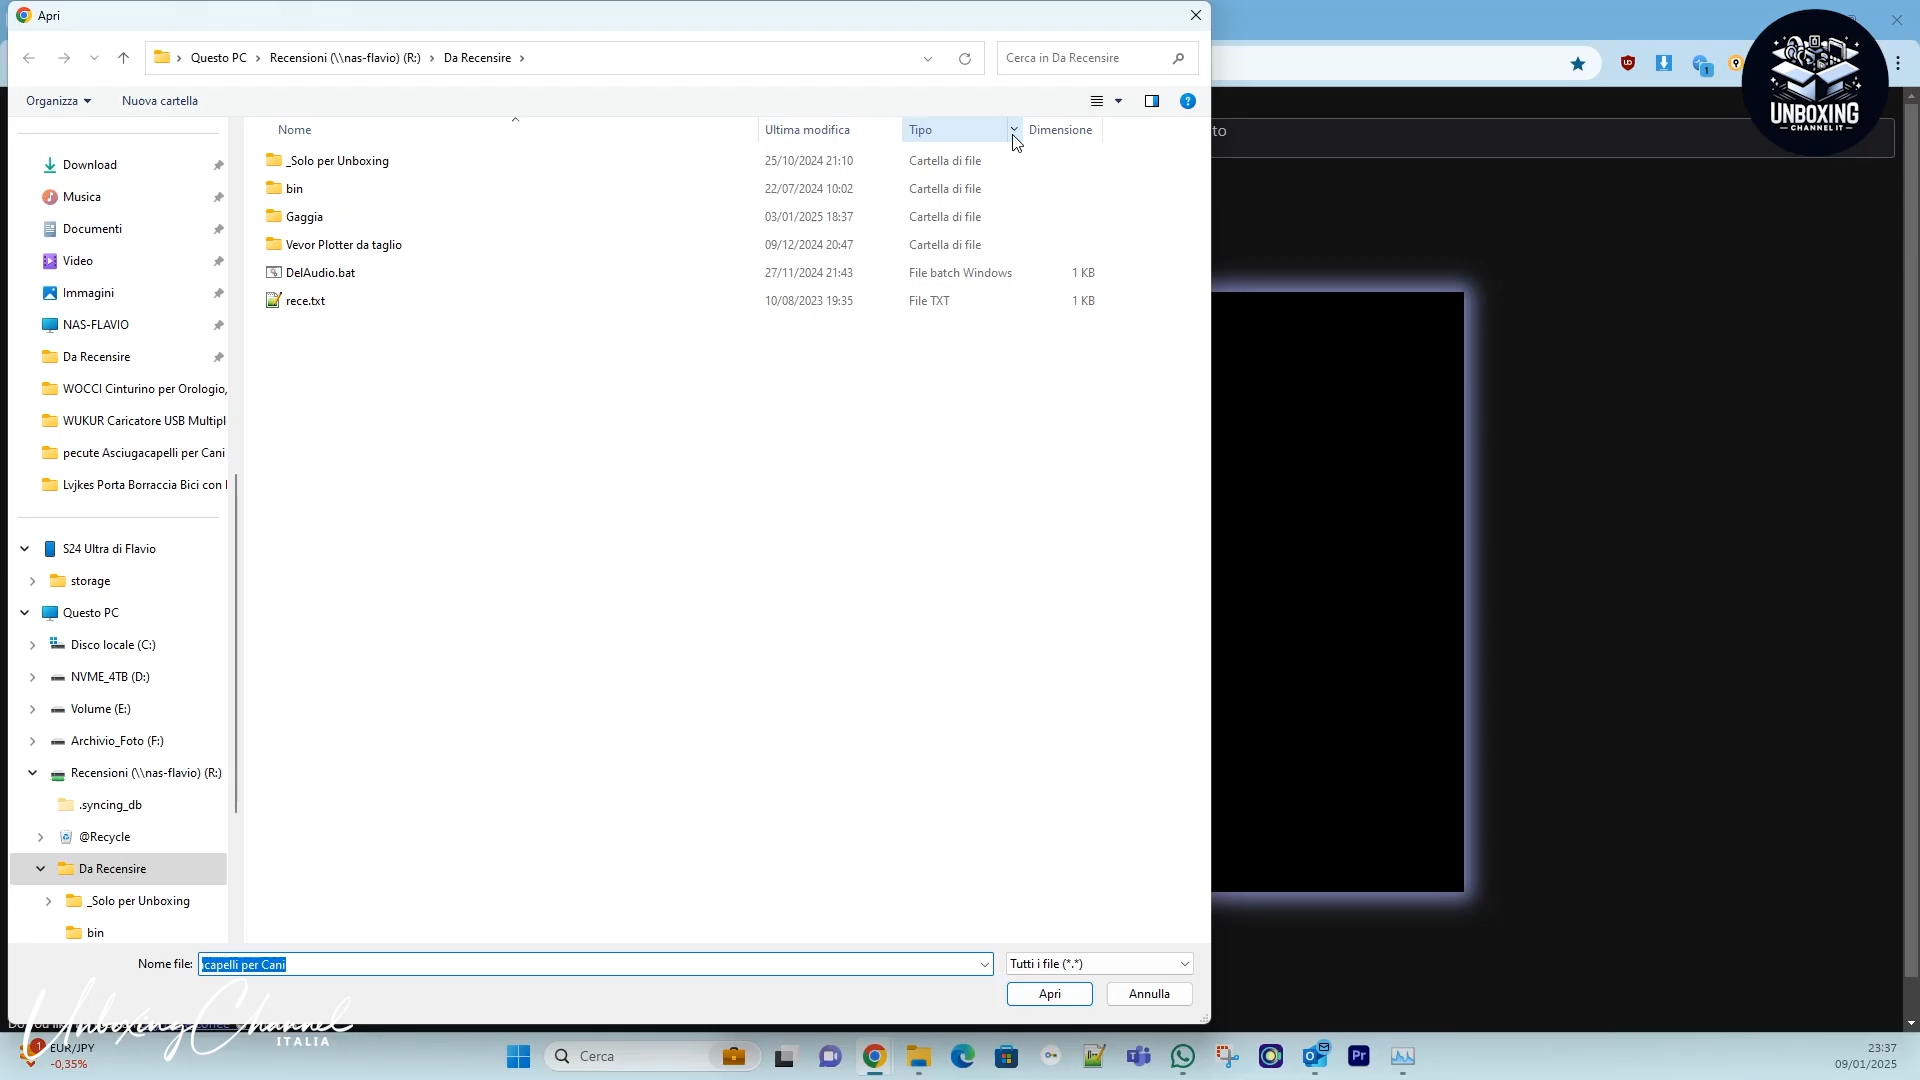 Apri
Questo PC
Recensioni (\\nas-flavio) (R:)
Da Recensire
Cerca in Da Recensire
Organizza
Nuova cartella
Nome
Ultima modifica
Tipo
Dimensione
to
_Solo per Unboxing 25/10/2024 21:10 Cartella di file
bin 22/07/2024 10:02 Cartella di file
Gaggia 03/01/2025 18:37 Cartella di file
Vevor Plotter da taglio 09/12/2024 20:47 Cartella di file
DelAudio.bat 27/11/2024 21:43 File batch Windows 1 KB
rece.txt 10/08/2023 19:35 File TXT 1 KB
Download
Musica
Documenti
Video
Immagini
NAS-FLAVIO
Da Recensire
WOCCI Cinturino per Orologio,
WUKUR Caricatore USB Multipl
pecute Asciugacapelli per Cani
Lvjkes Porta Borraccia Bici con
S24 Ultra di Flavio
storage
Questo PC
Disco locale (C:)
NVME_4TB (D:)
Volume (E:)
Archivio_Foto (F:)
Recensioni (\\nas-flavio) (R:)
.syncing_db
@Recycle
Da Recensire
_Solo per Unboxing
bin
Nome file: capelli per Cani
Tutti i file (*.*)
Apri
Annulla
UNBOXING
CHANNEL IT
Unboxing Channel
ITALIA
1
EUR/JPY
-0,35%
Cerca
Pr
23:37
09/01/2025